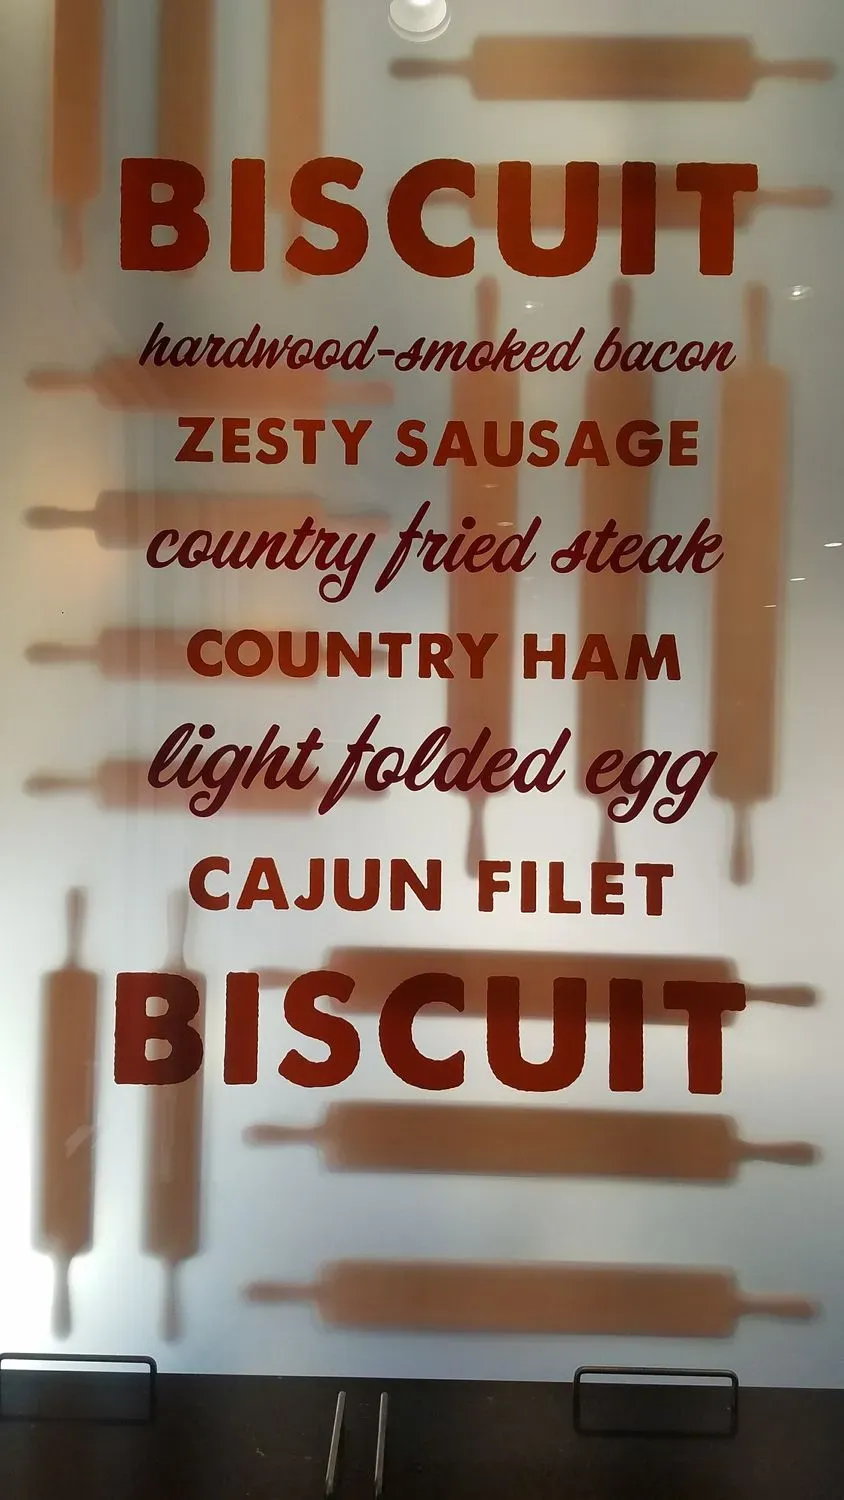 BISCUIT
hardwood-smoked bacon
ZESTY SAUSAGE
country fried steak
COUNTRY HAM
light folded egg
CAJUN FILET
BISCUIT